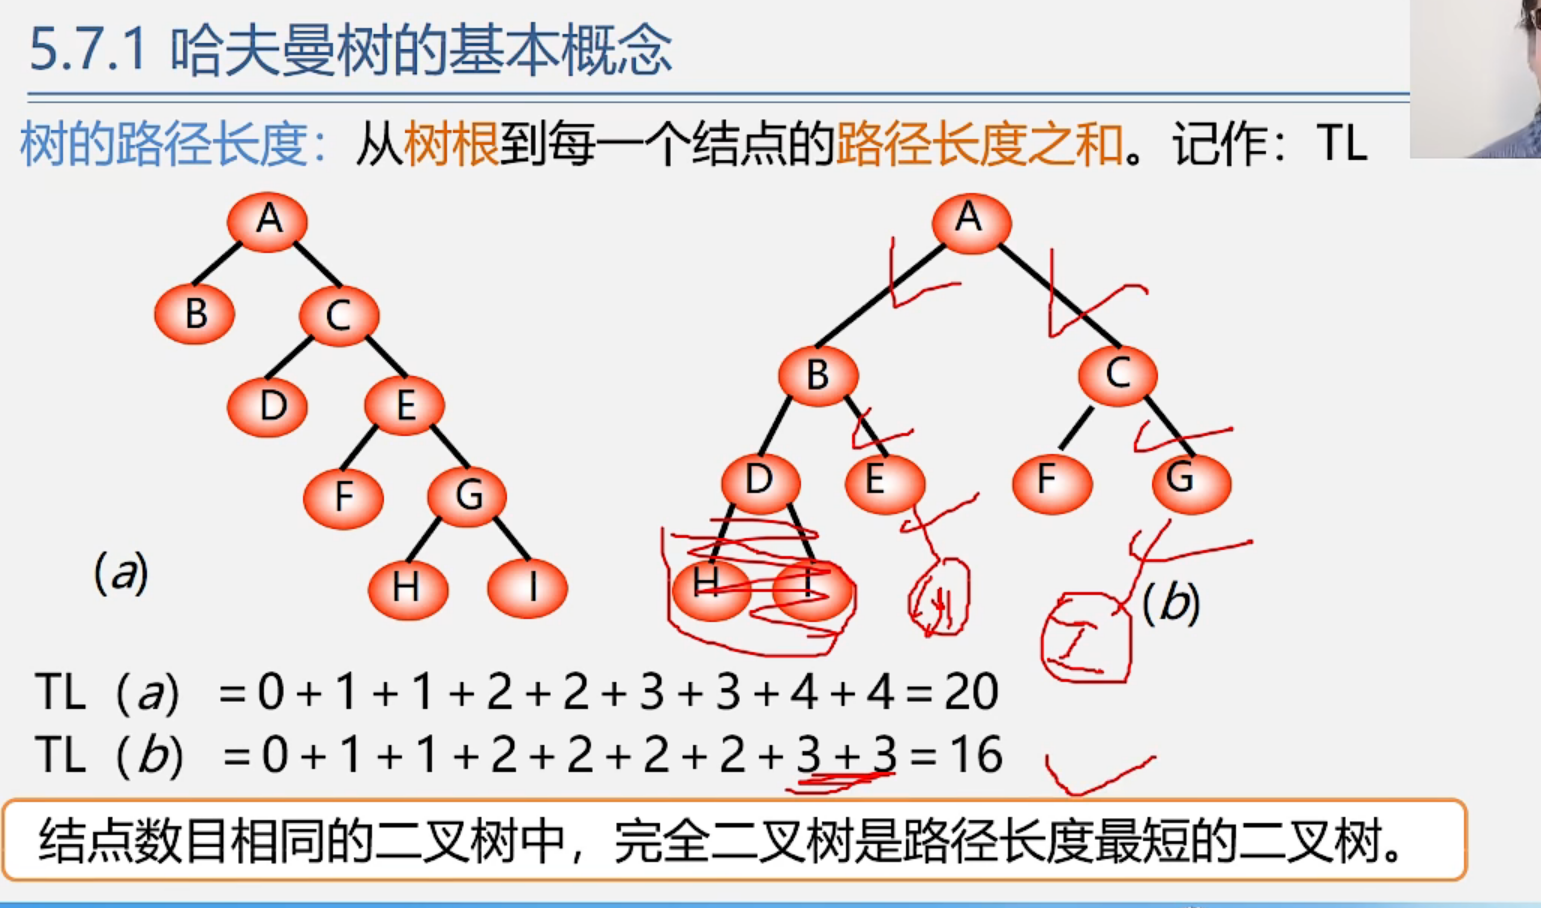 5.7.1 哈夫曼树的基本概念
树的路径长度：从树根到每一个结点的路径长度之和。记作：TL
A
B
C
D
E
F
G
H
I
(a)
A
B
C
D
E
F
G
H
I
H
I
(b)
TL（a） =0+1+1+2+2+3+3+4+4=20
TL（b） =0+1+1+2+2+2+2+3+3=16
结点数目相同的二叉树中，完全二叉树是路径长度最短的二叉树。